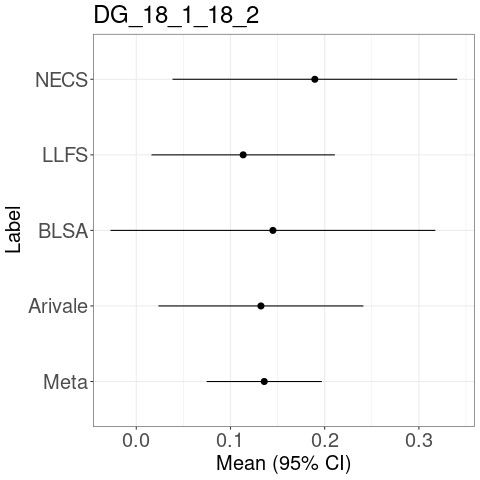 DG_18_1_18_2
NECS
LLFS
BLSA
Arivale
Meta
Label
0.0 0.1 0.2 0.3
Mean (95% CI)